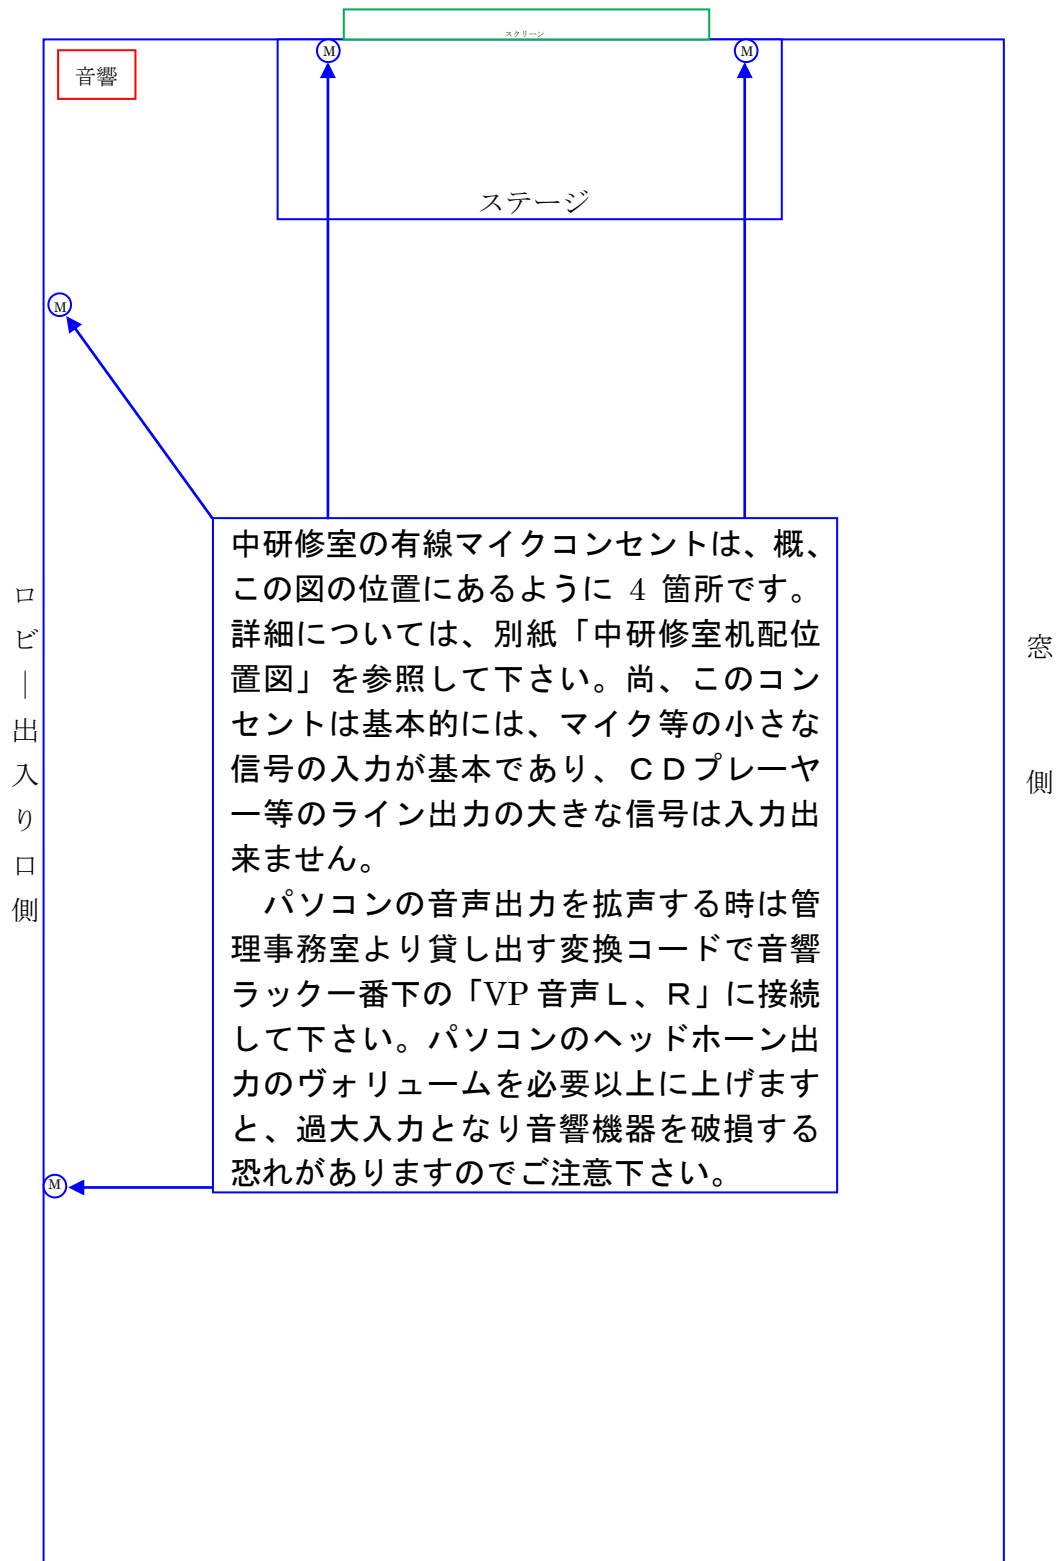 スクリーン
M
M
音響
ステージ
M
中研修室の有線マイクコンセントは、概、
この図の位置にあるように 4 箇所です。
詳細については、別紙「中研修室机配位
置図」を参照して下さい。尚、このコン
セントは基本的には、マイク等の小さな
信号の入力が基本であり、ＣＤプレーヤ
ー等のライン出力の大きな信号は入力出
来ません。
　パソコンの音声出力を拡声する時は管
理事務室より貸し出す変換コードで音響
ラック一番下の「VP 音声Ｌ、Ｒ」に接続
して下さい。パソコンのヘッドホーン出
力のヴォリュームを必要以上に上げます
と、過大入力となり音響機器を破損する
恐れがありますのでご注意下さい。
ロビー出入り口側
窓側
M